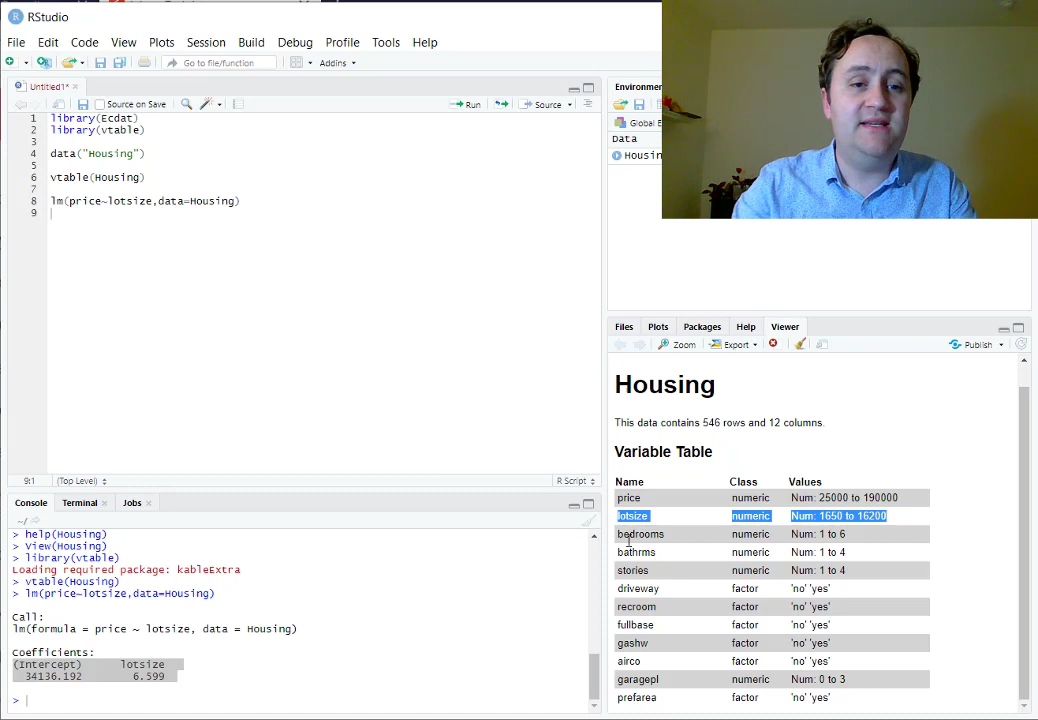 RStudio
File Edit Code View Plots Session Build Debug Profile Tools Help
Go to file/function Addins
Untitled1*
Source on Save Run Source
1 library(Ecdat)
2 library(vtable)
3
4 data("Housing")
5
6 vtable(Housing)
7
8 lm(price~lotsize,data=Housing)
9
9:1 (Top Level) R Script
Console Terminal Jobs
~/
> help(Housing)
> View(Housing)
> library(vtable)
Loading required package: kableExtra
> vtable(Housing)
> lm(price~lotsize,data=Housing)
Call:
lm(formula = price ~ lotsize, data = Housing)
Coefficients:
(Intercept) lotsize
34136.192 6.599
>
Environ
Global E
Data
Housin
Files Plots Packages Help Viewer
Zoom Export Publish
Housing
This data contains 546 rows and 12 columns.
Variable Table
Name Class Values
price numeric Num: 25000 to 190000
lotsize numeric Num: 1650 to 16200
bedrooms numeric Num: 1 to 6
bathrms numeric Num: 1 to 4
stories numeric Num: 1 to 4
driveway factor 'no' 'yes'
recroom factor 'no' 'yes'
fullbase factor 'no' 'yes'
gashw factor 'no' 'yes'
airco factor 'no' 'yes'
garagepl numeric Num: 0 to 3
prefarea factor 'no' 'yes'